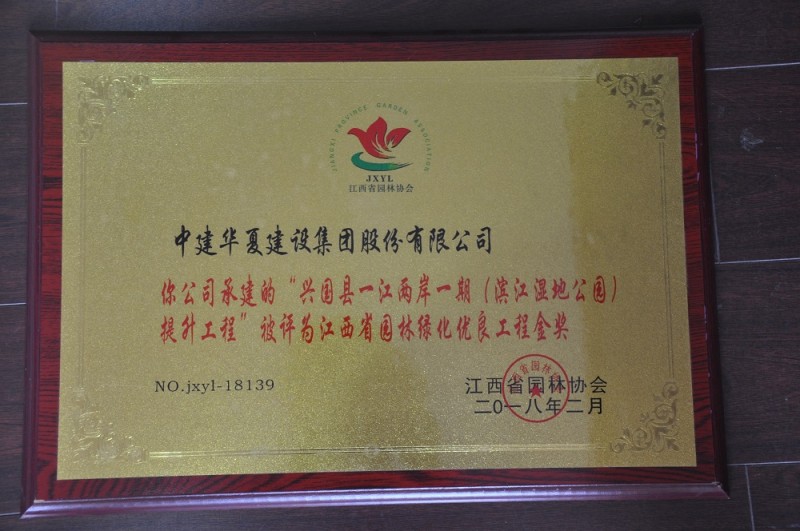 JIANGXI PROVINCE GARDEN ASSOCIATION
JXYL
江西省园林协会
中建华夏建设集团股份有限公司
你公司承建的“兴国县一江两岸一期（滨江湿地公园）
提升工程”被评为江西省园林绿化优良工程金奖
NO.jxyl-18139
江西省园林协会
二〇一八年二月